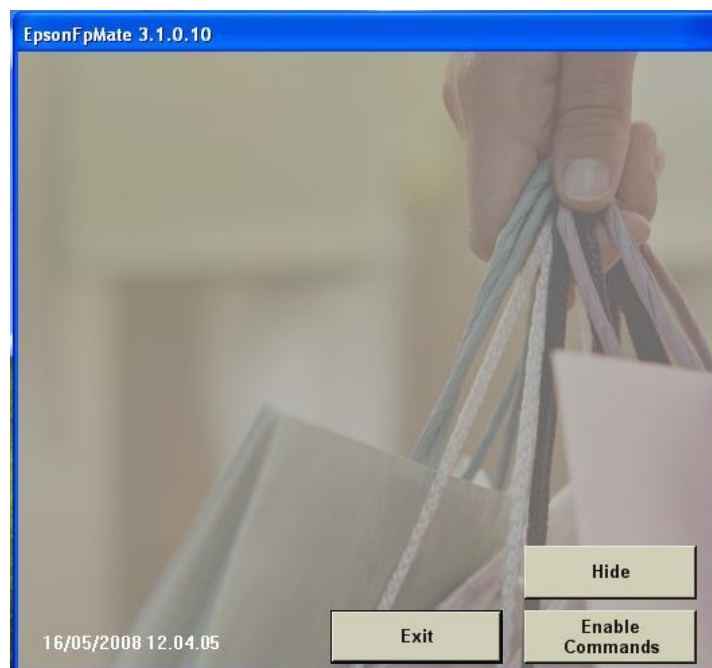 EpsonFpMate 3.1.0.10
Hide
Exit
Enable
Commands
16/05/2008 12.04.05